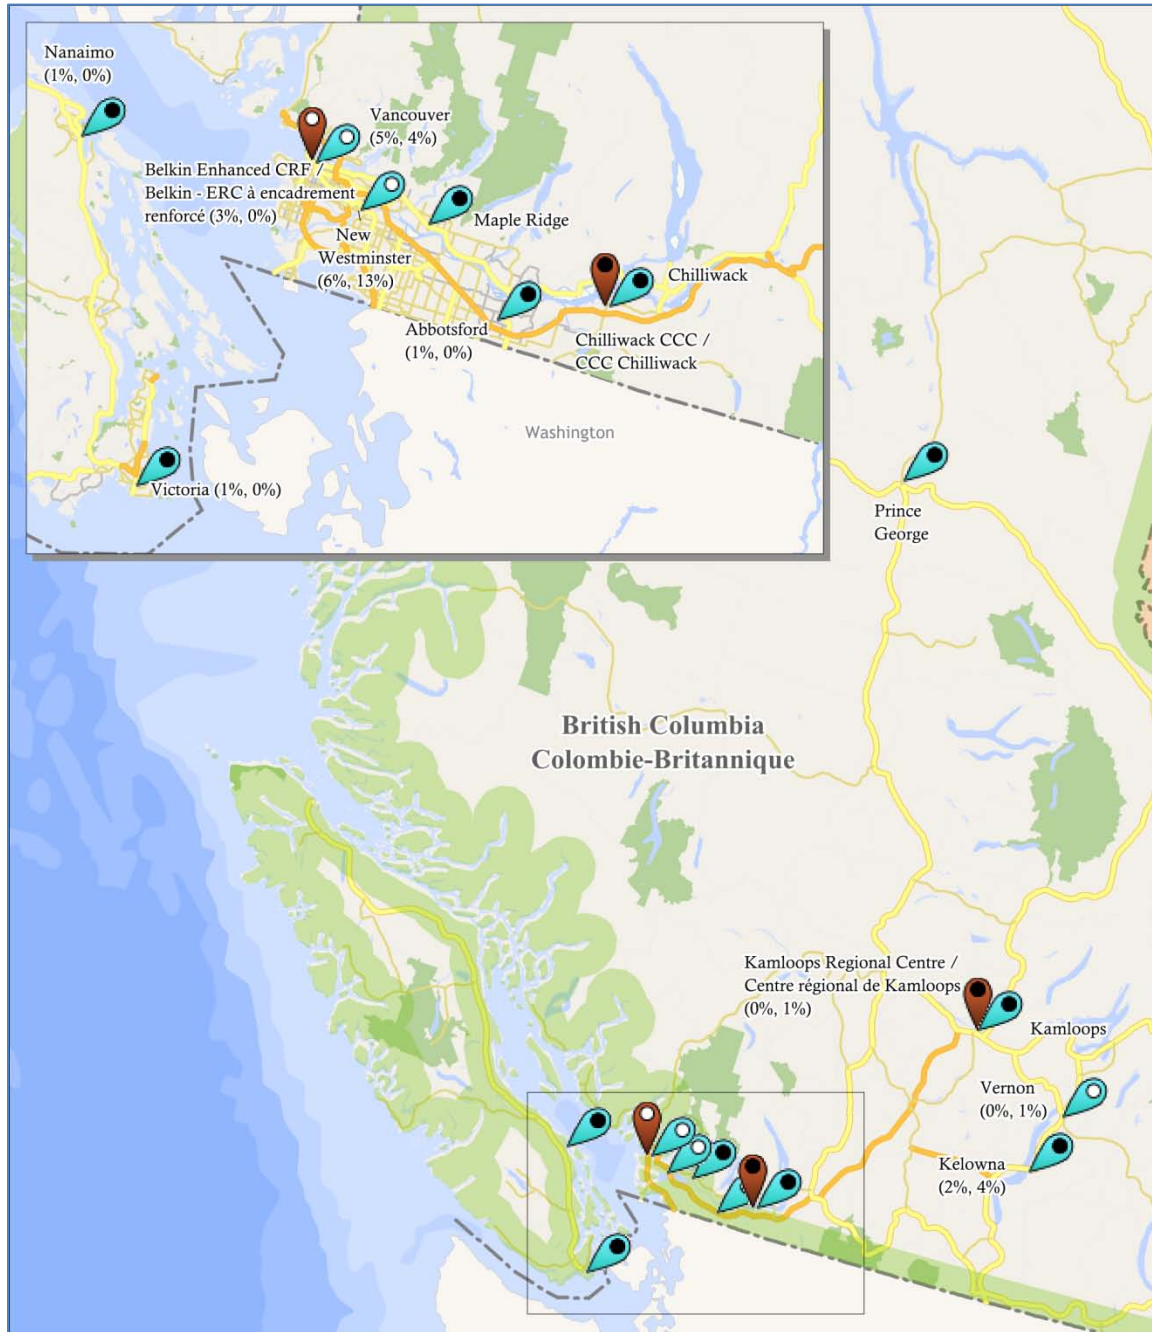 Nanaimo
(1%, 0%)
Vancouver
(5%, 4%)
Belkin Enhanced CRF /
Belkin - ERC à encadrement
renforcé (3%, 0%)
Maple Ridge
New
Westminster
(6%, 13%)
Chilliwack
Abbotsford
(1%, 0%)
Chilliwack CCC /
CCC Chilliwack
Washington
Victoria (1%, 0%)
Prince
George
British Columbia
Colombie-Britannique
Kamloops Regional Centre /
Centre régional de Kamloops
(0%, 1%)
Kamloops
Vernon
(0%, 1%)
Kelowna
(2%, 4%)